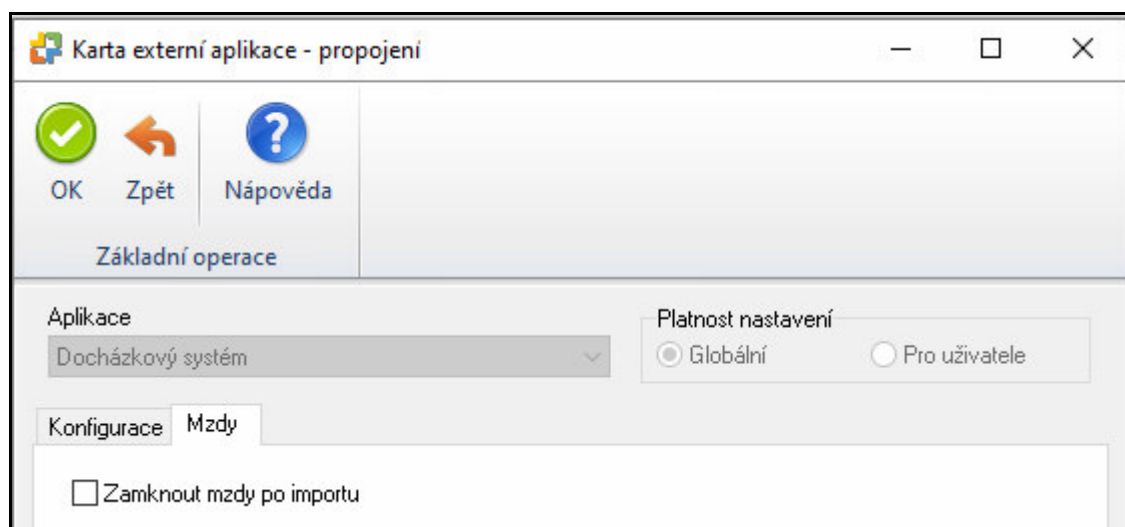 Karta externí aplikace - propojení
OK Zpět Nápověda
Základní operace
Aplikace
Platnost nastavení
Docházkový systém
Globální Pro uživatele
Konfigurace Mzdy
Zamknout mzdy po importu